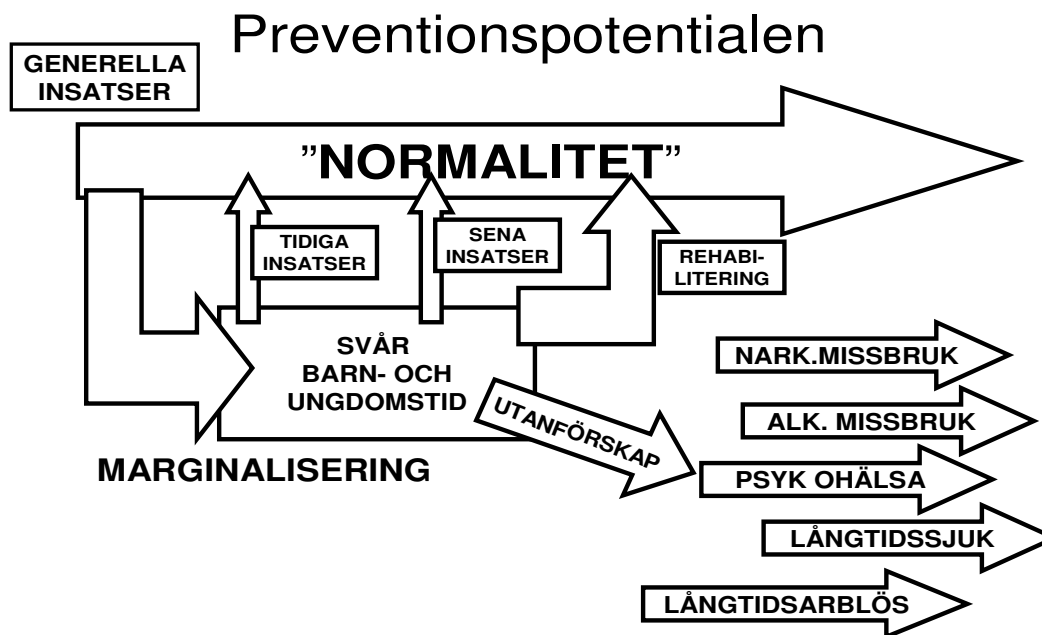 Preventionspotentialen
GENERELLA
INSATSER
”NORMALITET”
TIDIGA
INSATSER
SENA
INSATSER
REHABI-
LITERING
SVÅR
BARN- OCH
UNGDOMSTID
UTANFÖRSKAP
MARGINALISERING
NARK.MISSBRUK
ALK. MISSBRUK
PSYK OHÄLSA
LÅNGTIDSSJUK
LÅNGTIDSARBLÖS